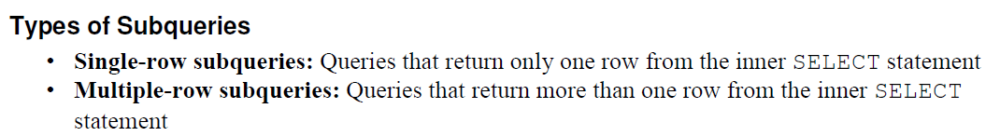 Types of Subqueries
• Single-row subqueries: Queries that return only one row from the inner SELECT statement
• Multiple-row subqueries: Queries that return more than one row from the inner SELECT
statement